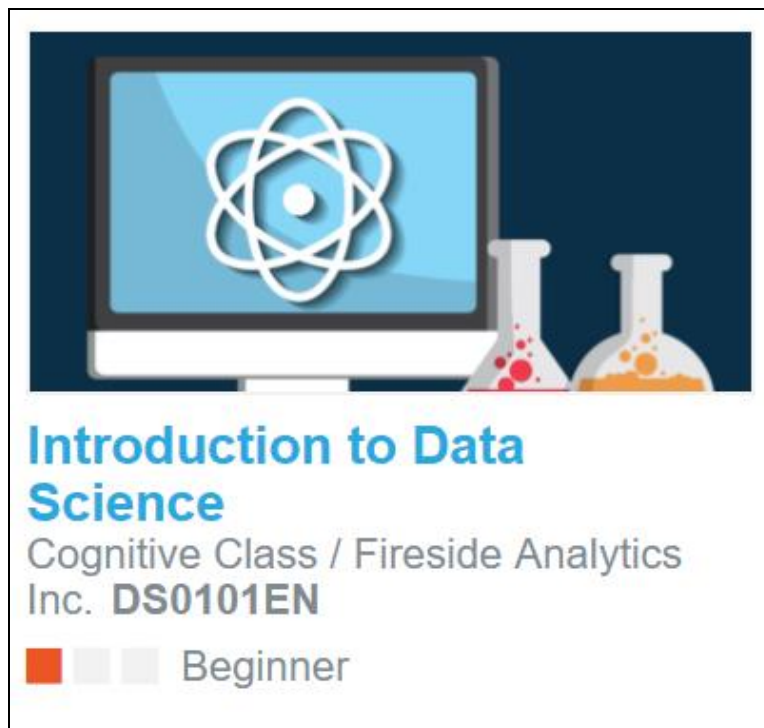 Introduction to Data
Science
Cognitive Class / Fireside Analytics
Inc. DS0101EN
Beginner